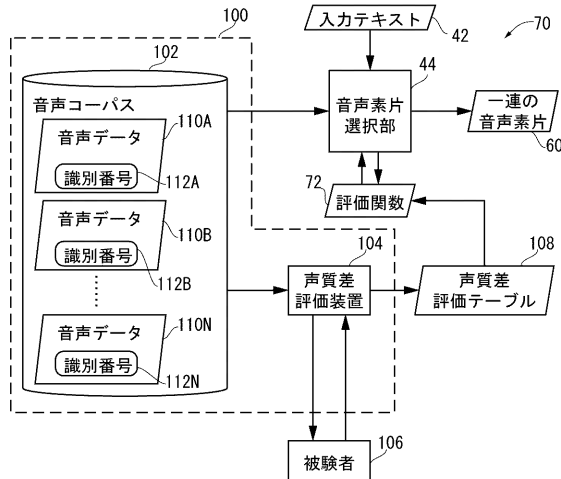 100
入力テキスト
42
70
102
44
音声コーパス
音声データ
110A
識別番号
112A
音声素片
選択部
一連の
音声素片
60
72
評価関数
音声データ
110B
識別番号
112B
104
108
声質差
評価装置
声質差
評価テーブル
音声データ
110N
識別番号
112N
被験者
106